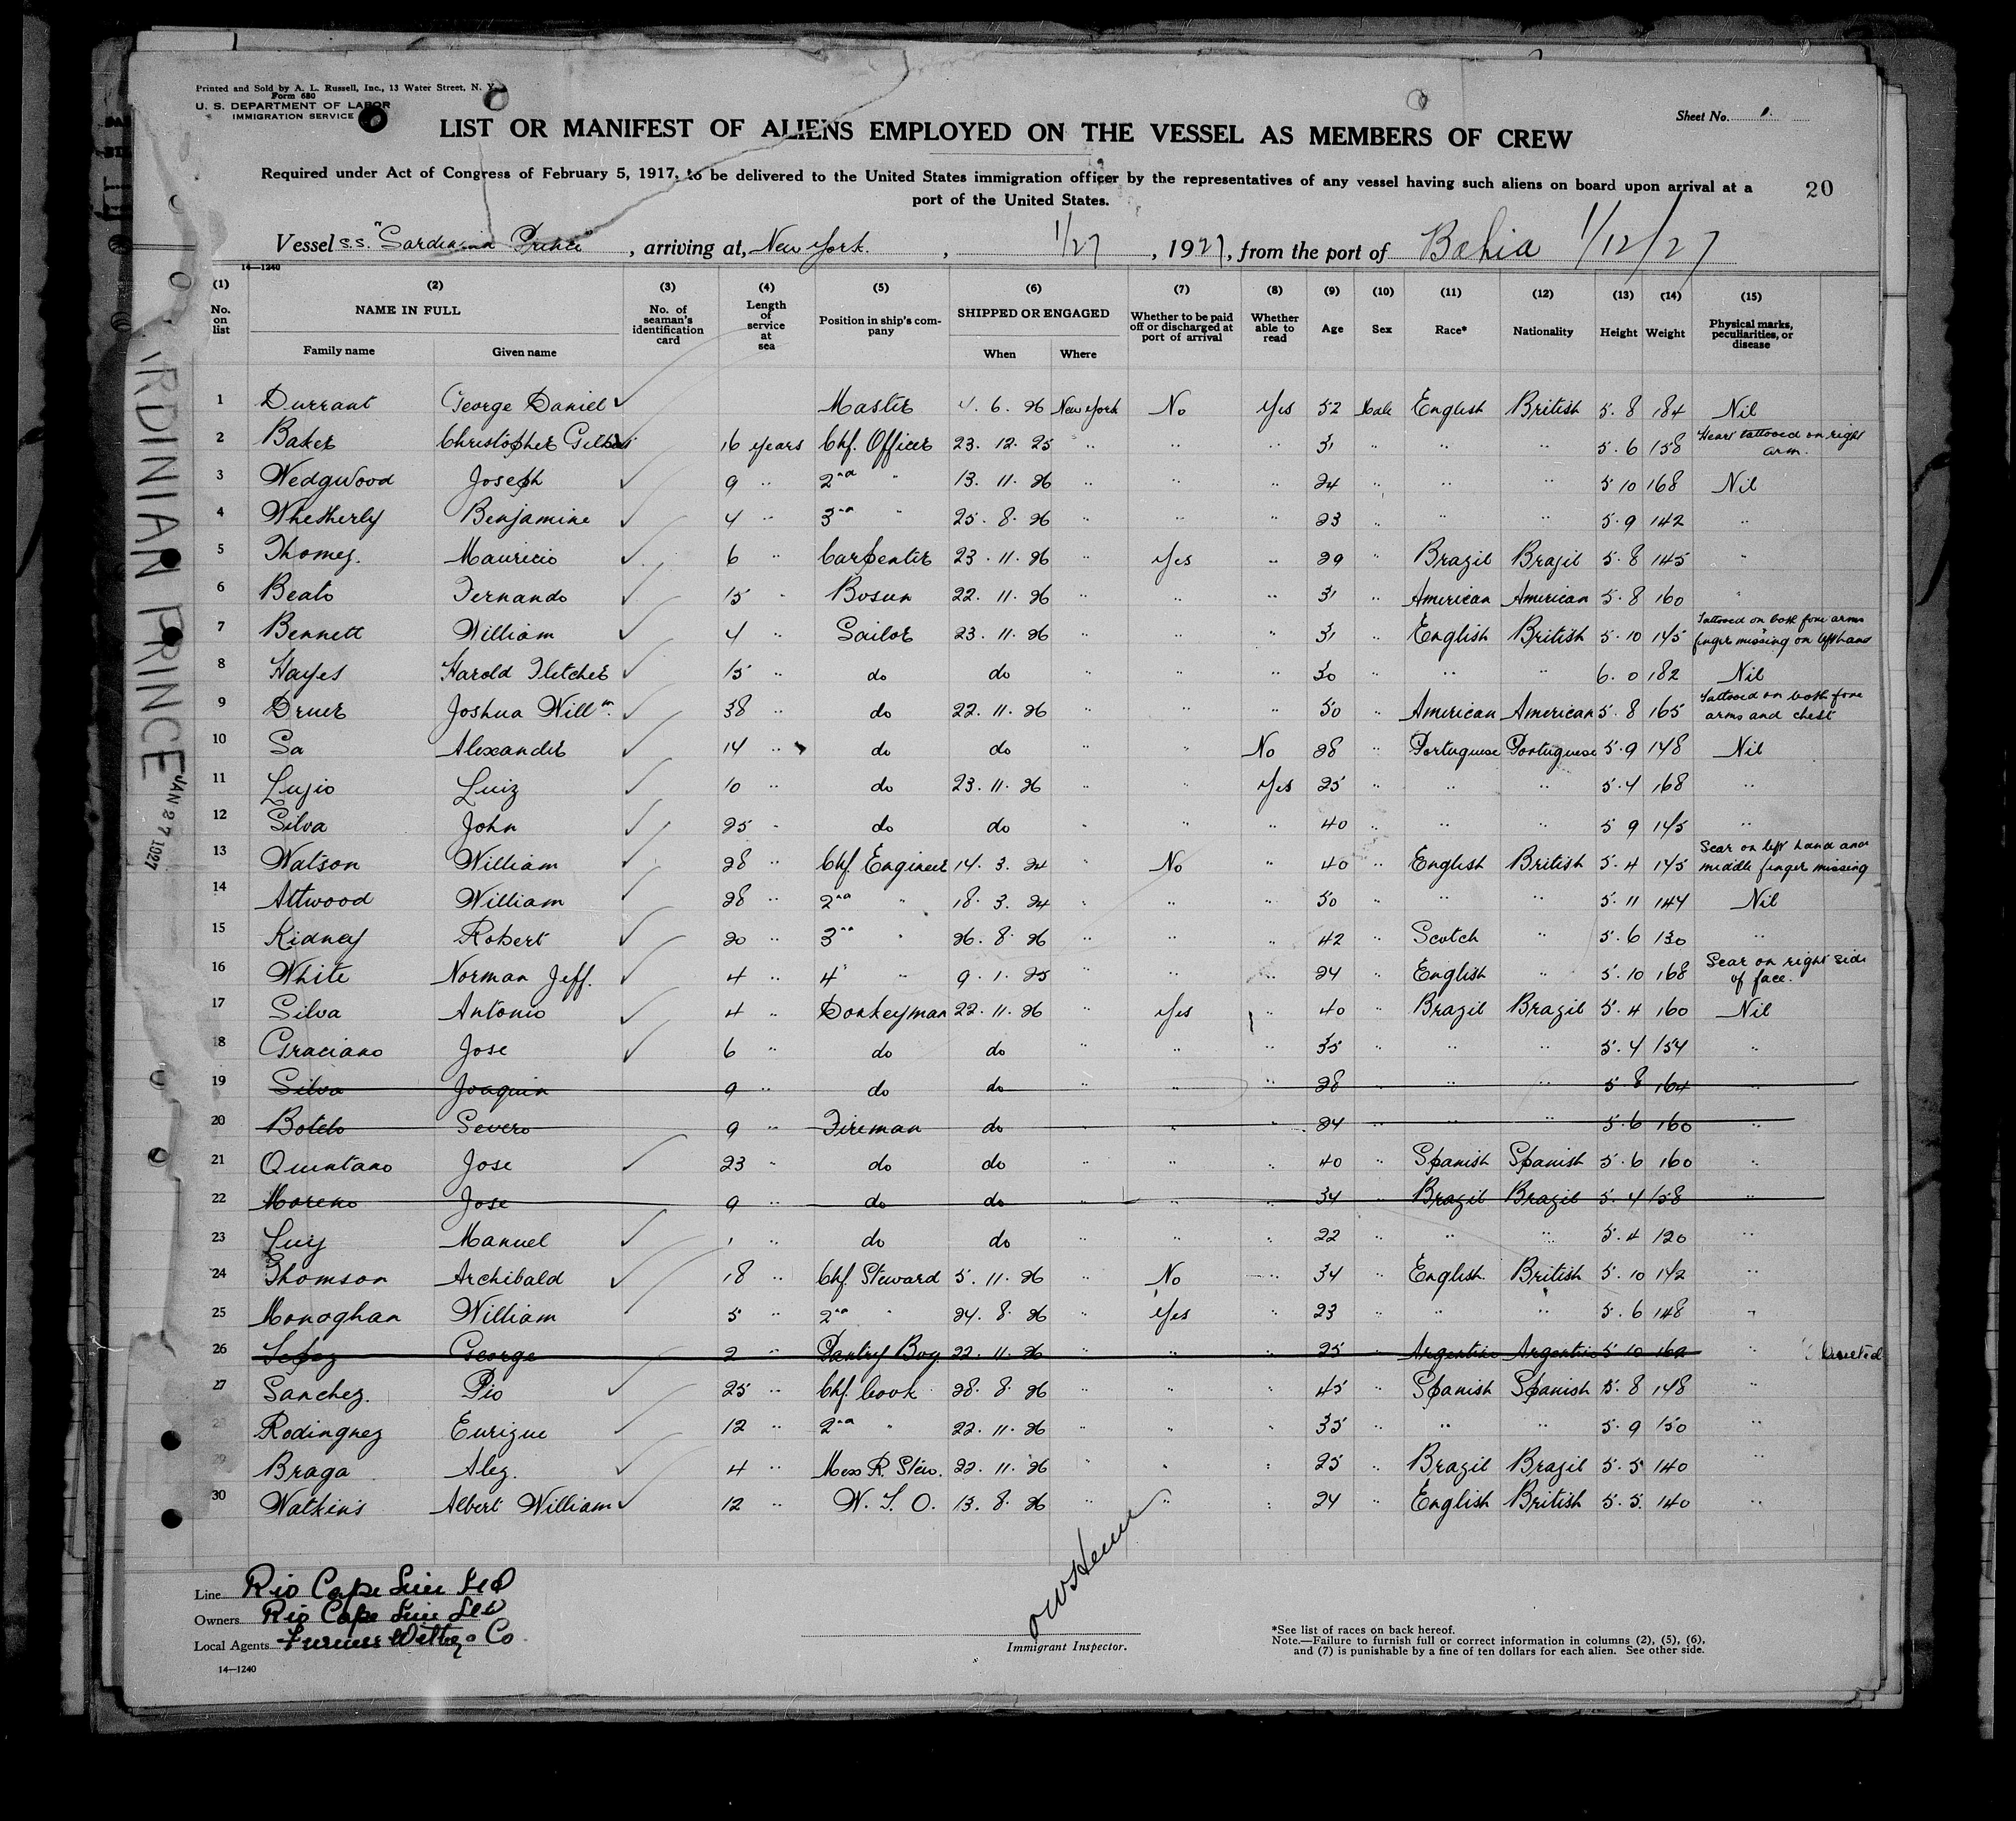 Printed and Sold by A. L. Russell, Inc., 13 Water Street, N. Y.
Form 680
U. S. DEPARTMENT OF LABOR
IMMIGRATION SERVICE
Sheet No. 1.
LIST OR MANIFEST OF ALIENS EMPLOYED ON THE VESSEL AS MEMBERS OF CREW
Required under Act of Congress of February 5, 1917, to be delivered to the United States immigration officer by the representatives of any vessel having such aliens on board upon arrival at a
port of the United States.
20
Vessel S.S. "Sardinian Prince", arriving at, New York. , 1/27, 1927, from the port of Bahia 1/12/27
14—1240
(1) (2) (3) (4) (5) (6) (7) (8) (9) (10) (11) (12) (13) (14) (15)
No. on list NAME IN FULL Family name Given name No. of seaman's identification card Length of service at sea Position in ship's company SHIPPED OR ENGAGED When Where Whether to be paid off or discharged at port of arrival Whether able to read Age Sex Race* Nationality Height Weight Physical marks, peculiarities, or disease
1 Durrant George Daniel ✓ Master 4. 6. 26 New York No Yes 52 Male English British 5. 8 184 Nil
2 Baker Christopher 16 years Chf. Officer 23. 12. 25 " " " 31 " " " 5. 6 158 Heart tattooed on right arm.
3 Wedgwood Joseph ✓ 9 " 2nd " 13. 11. 26 " " " 24 " " " 5 10 168 Nil
4 Whetherly Benjamine ✓ 4 " 3rd " 25. 8. 26 " " " 23 " " " 5. 9 142 "
5 Thomez. Mauricio ✓ 6 " Carpenter 23. 11. 26 " Yes " 29 " Brazil Brazil 5. 8 145 "
6 Beato Fernando ✓ 15 " Bosun 22. 11. 26 " " " 31 " American American 5. 8 160 "
7 Bennett William ✓ 4 " Sailor 23. 11. 26 " " " 31 " English British 5. 10 145 Tattooed on both fore arms finger missing on left hand
8 Hayes Harold Fletcher ✓ 15 " do do " " " 30 " " " 6. 0 182 Nil
9 Druer Joshua Willm. ✓ 38 " do 22. 11. 26 " " " 50 " American American 5. 8 165 Tattooed on both fore arms and chest
10 Sa Alexander ✓ 14 " do do " " No 28 " Portuguese Portuguese 5. 9 148 Nil
11 Luzio Luiz ✓ 10 " do 23. 11. 26 " " Yes 25 " " " 5. 4 168 "
12 Silva John ✓ 25 " do do " " " 40 " " " 5 9 145 "
13 Watson William ✓ 28 " Chf. Engineer 14. 3. 24 " No " 40 " English British 5. 4 145 Scar on left hand and middle finger missing
14 Attwood William ✓ 28 " 2nd " 18. 3. 24 " " " 50 " " " 5. 11 144 Nil
15 Kidney Robert ✓ 20 " 3rd " 26. 8. 26 " " " 42 " Scotch " 5. 6 130 "
16 White Norman Jeff. ✓ 4 " 4 " 9. 1. 25 " " " 24 " English " 5. 10 168 Scar on right side of face.
17 Silva Antonio ✓ 4 " Donkeyman 22. 11. 26 " Yes " 40 " Brazil Brazil 5. 4 160 Nil
18 Graciano Jose ✓ 6 " do do " " " 35 " " " 5. 4 154 "
19 Silva Joaquin 9 " do do " " " 28 " " " 5. 8 164 "
20 Botelo Severo 9 " Fireman do " " " 24 " " " 5. 6 160 "
21 Quintano Jose ✓ 23 " do do " " " 40 " Spanish Spanish 5. 6 160 "
22 Moreno Jose 9 " do do " " " 34 " Brazil Brazil 5. 4 158 "
23 Luiz Manuel ✓ 1 " do do " " " 22 " " " 5. 4 120 "
24 Thomson Archibald ✓ 18 " Chf. Steward 5. 11. 26 " No " 34 " English British 5. 10 142 "
25 Monoghan William ✓ 5 " 2nd " 24. 8. 26 " Yes " 23 " " " 5. 6 148 "
26 Lopez George 2 " Pantry Boy 22. 11. 26 " " " 25 " Argentine Argentine 5 10 "
27 Sanchez. Pio ✓ 25 " Chf. Cook 28. 8. 26 " " " 45 " Spanish Spanish 5. 8 148 "
Rodinguez Eurigue ✓ 12 " 2nd " 22. 11. 26 " " " 35 " " " 5. 9 150 "
29 Braga Alez. ✓ 4 " Mess R. Stew. 22. 11. 26 " " " 25 " Brazil Brazil 5. 5 140 "
30 Watkins Albert William ✓ 12 " W. T. O. 13. 8. 26 " " " 24 " English British 5. 5. 140 "
RDINIAN PRINCE
JAN 27 1927
Line Rio Cape Line Ltd
Owners Rio Cape Line Ltd
Local Agents Furness Withy & Co.
14—1240
Immigrant Inspector.
*See list of races on back hereof.
Note.—Failure to furnish full or correct information in columns (2), (5), (6),
and (7) is punishable by a fine of ten dollars for each alien. See other side.